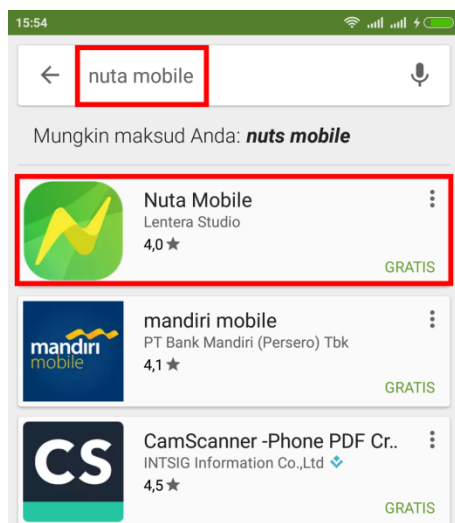 15:54
nuta mobile
Mungkin maksud Anda: nuts mobile
Nuta Mobile
Lentera Studio
4,0★
GRATIS
mandiri
mobile
mandiri mobile
PT Bank Mandiri (Persero) Tbk
4,1★
GRATIS
CS
CamScanner -Phone PDF Cr..
INTSIG Information Co.,Ltd
4,5★
GRATIS